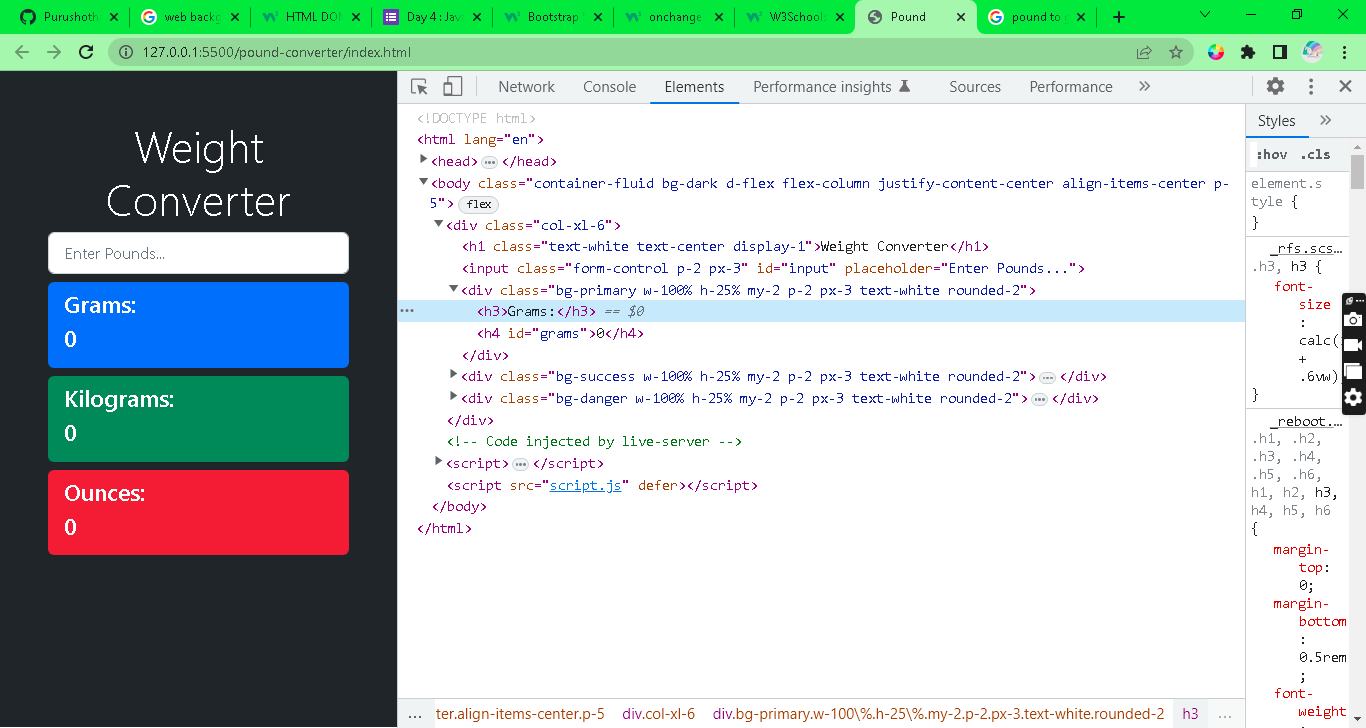 Purushoth
web backg
HTML DOM
Day 4 : Jav
Bootstrap
onchange
W3School
Pound
pound to g
127.0.0.1:5500/pound-converter/index.html
Weight
Converter
Enter Pounds...
Grams:
0
Kilograms:
0
Ounces:
0
Network Console Elements Performance insights Sources Performance »
<!DOCTYPE html>
<html lang="en">
<head> ••• </head>
<body class="container-fluid bg-dark d-flex flex-column justify-content-center align-items-center p-
5"> flex
<div class="col-xl-6">
<h1 class="text-white text-center display-1">Weight Converter</h1>
<input class="form-control p-2 px-3" id="input" placeholder="Enter Pounds...">
<div class="bg-primary w-100% h-25% my-2 p-2 px-3 text-white rounded-2">
<h3>Grams:</h3> == $0
<h4 id="grams">0</h4>
</div>
<div class="bg-success w-100% h-25% my-2 p-2 px-3 text-white rounded-2"> ••• </div>
<div class="bg-danger w-100% h-25% my-2 p-2 px-3 text-white rounded-2"> ••• </div>
</div>
<!-- Code injected by live-server -->
<script> ••• </script>
<script src="script.js" defer></script>
</body>
</html>
... ter.align-items-center.p-5 div.col-xl-6 div.bg-primary.w-100\%.h-25\%.my-2.p-2.px-3.text-white.rounded-2 h3 ...
Styles »
:hov .cls
element.s
tyle {
}
_rfs.scs…
.h3, h3 {
font-
size
:
calc(
+
.6vw)
}
_reboot.…
.h1, .h2,
.h3, .h4,
.h5, .h6,
h1, h2, h3,
h4, h5, h6
{
margin-
top:
0;
margin-
bottom
:
0.5rem
;
font-
weight